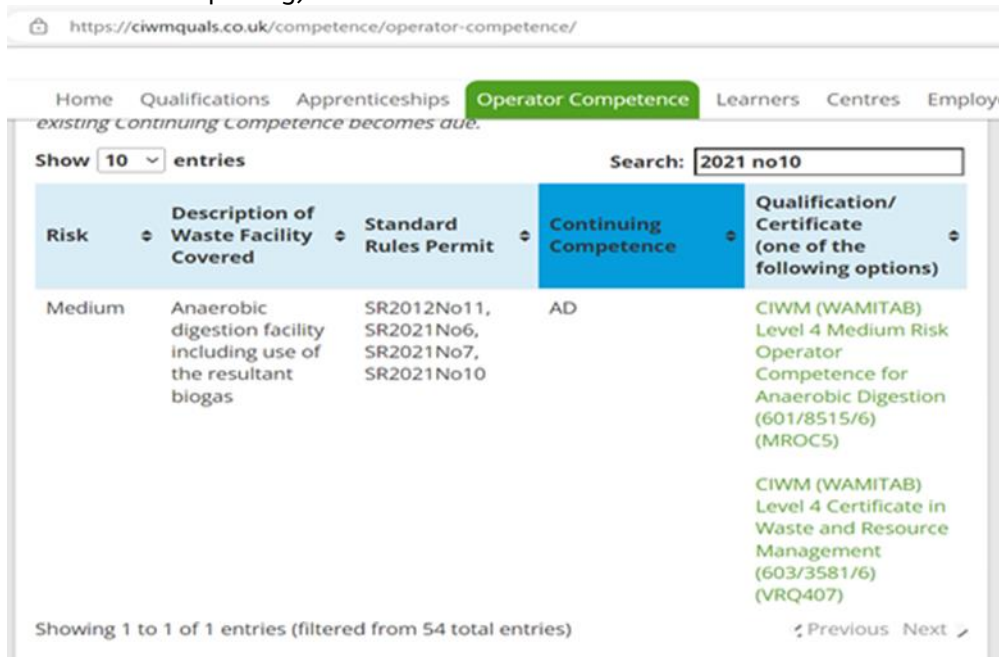 https://ciwmquals.co.uk/competence/operator-competence/
Home Qualifications Apprenticeships Operator Competence Learners Centres Employe
existing Continuing Competence becomes due.
Show 10 entries Search: 2021 no10
Risk
Description of
Waste Facility
Covered
Standard
Rules Permit
Continuing
Competence
Qualification/
Certificate
(one of the
following options)
Medium
Anaerobic
digestion facility
including use of
the resultant
biogas
SR2012No11,
SR2021No6,
SR2021No7,
SR2021No10
AD
CIWM (WAMITAB)
Level 4 Medium Risk
Operator
Competence for
Anaerobic Digestion
(601/8515/6)
(MROC5)
CIWM (WAMITAB)
Level 4 Certificate in
Waste and Resource
Management
(603/3581/6)
(VRQ407)
Showing 1 to 1 of 1 entries (filtered from 54 total entries) Previous Next